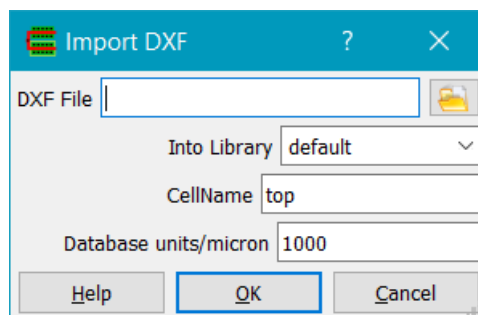 Import DXF ?
DXF File
Into Library default
CellName top
Database units/micron 1000
Help OK Cancel